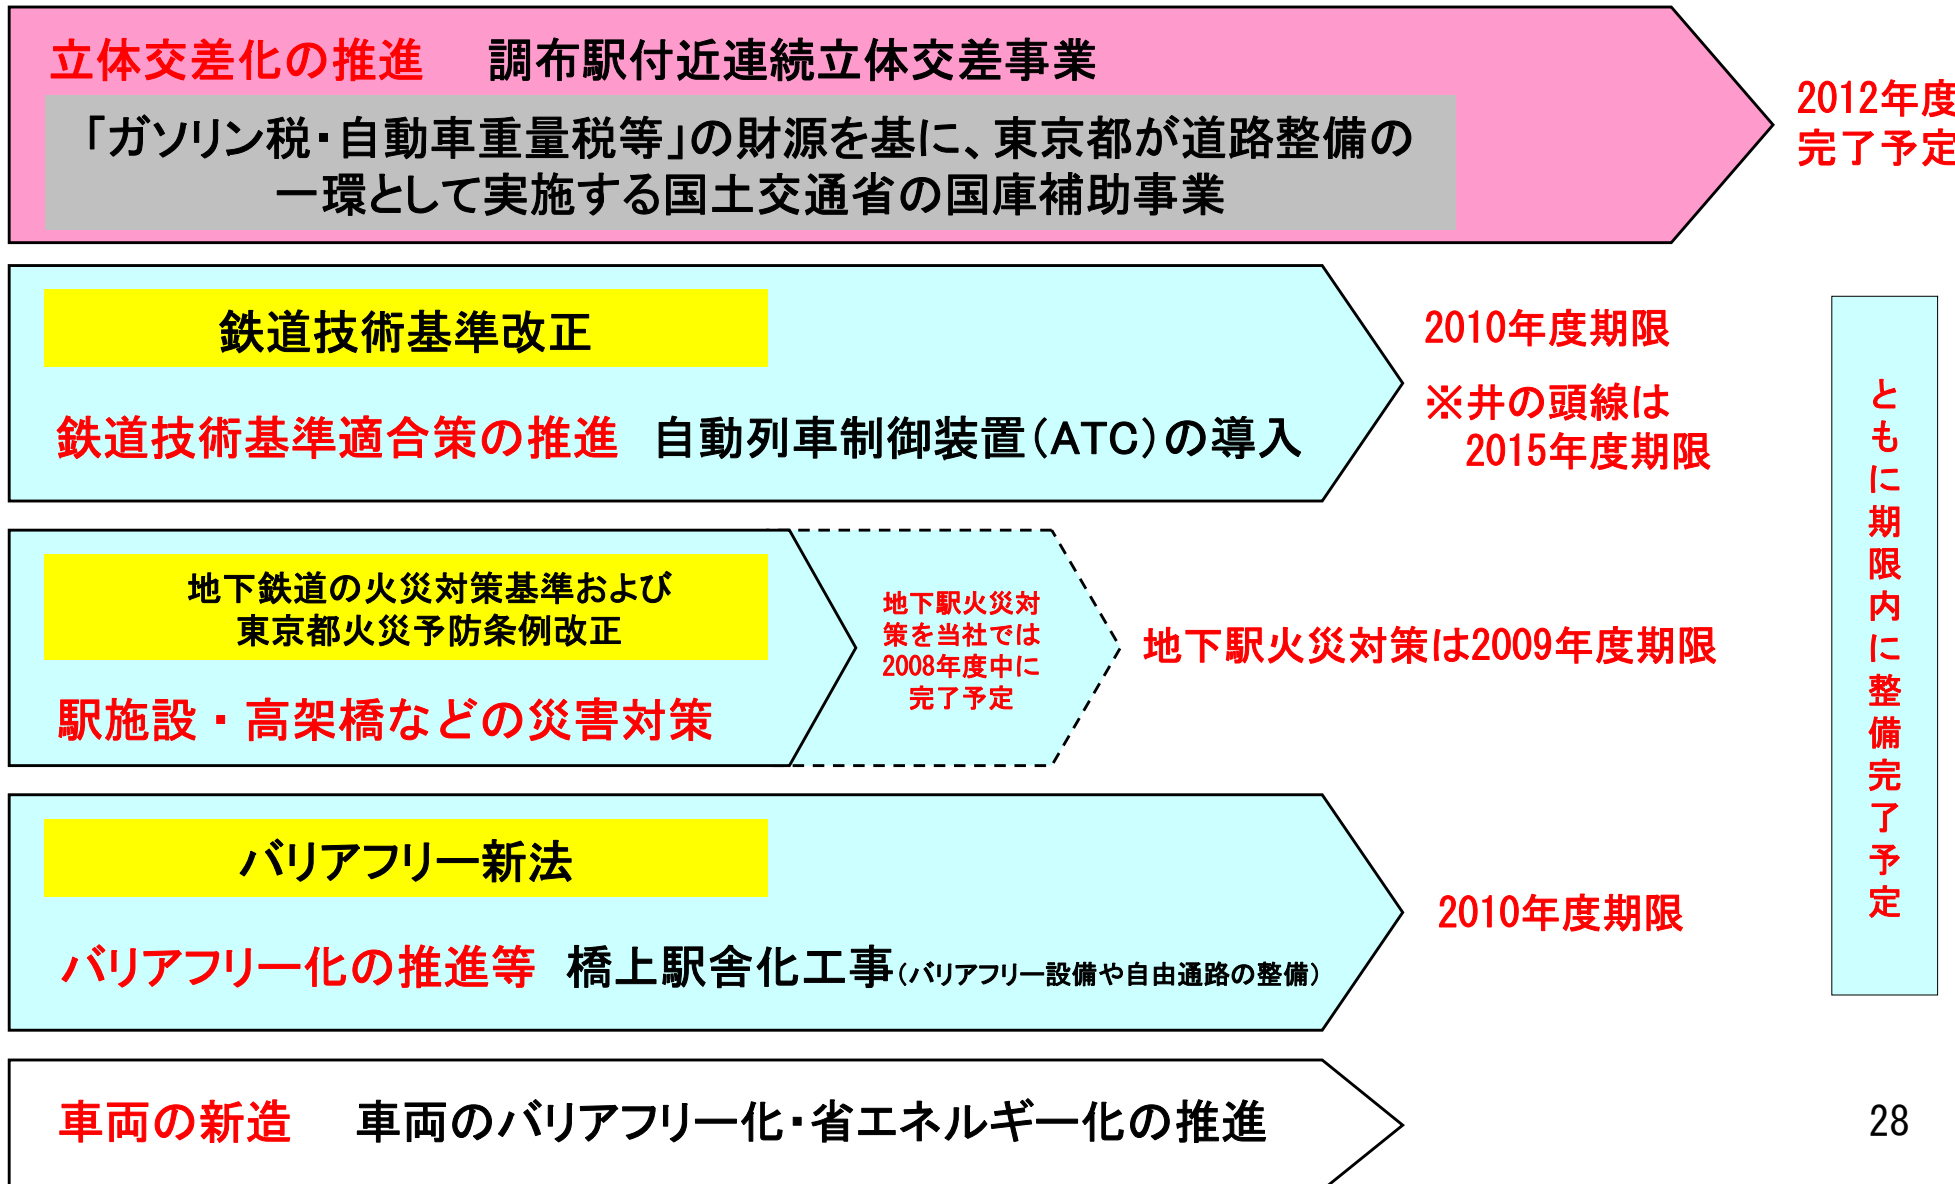 立体交差化の推進　調布駅付近連続立体交差事業
「ガソリン税・自動車重量税等」の財源を基に、東京都が道路整備の
一環として実施する国土交通省の国庫補助事業
2012年度
完了予定
鉄道技術基準改正
鉄道技術基準適合策の推進　自動列車制御装置(ATC)の導入
2010年度期限
※井の頭線は
2015年度期限
地下鉄道の火災対策基準および
東京都火災予防条例改正
駅施設・高架橋などの災害対策
地下駅火災対
策を当社では
2008年度中に
完了予定
地下駅火災対策は2009年度期限
バリアフリー新法
バリアフリー化の推進等　橋上駅舎化工事(バリアフリー設備や自由通路の整備)
2010年度期限
ともに期限内に整備完了予定
車両の新造　車両のバリアフリー化・省エネルギー化の推進
28